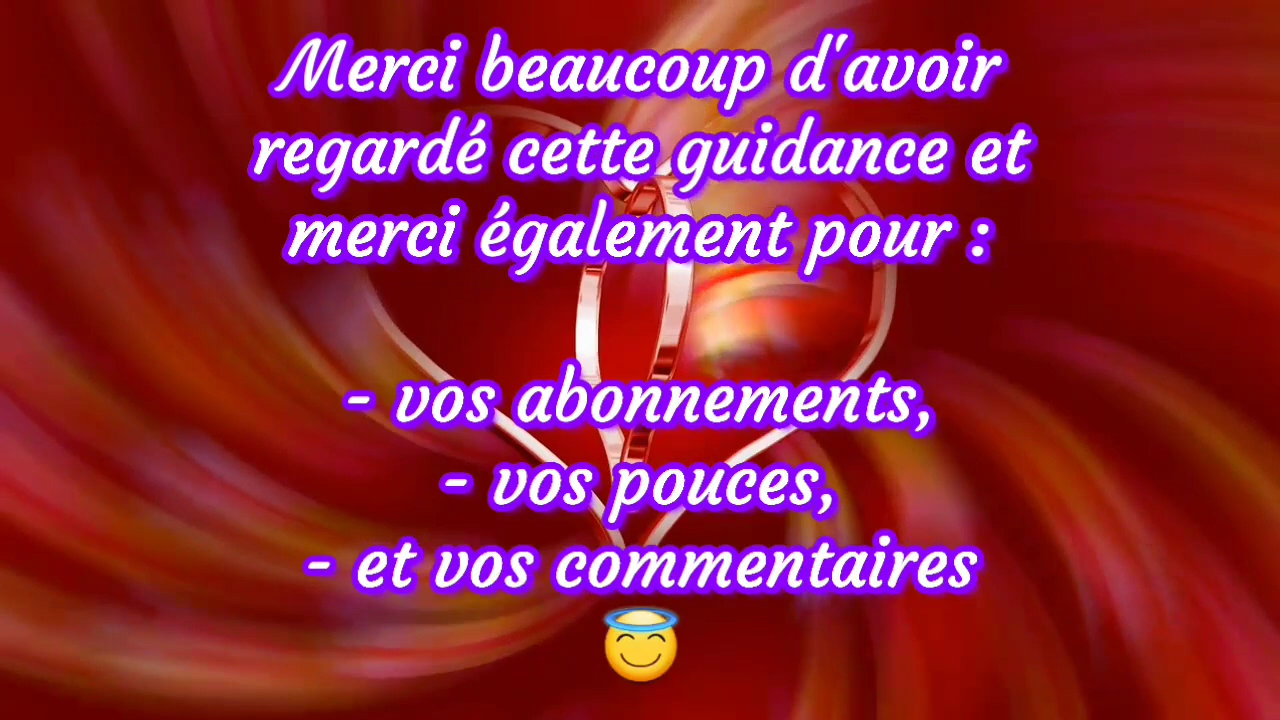 Merci beaucoup d'avoir
regardé cette guidance et
merci également pour :
- vos abonnements,
- vos pouces,
- et vos commentaires
😇